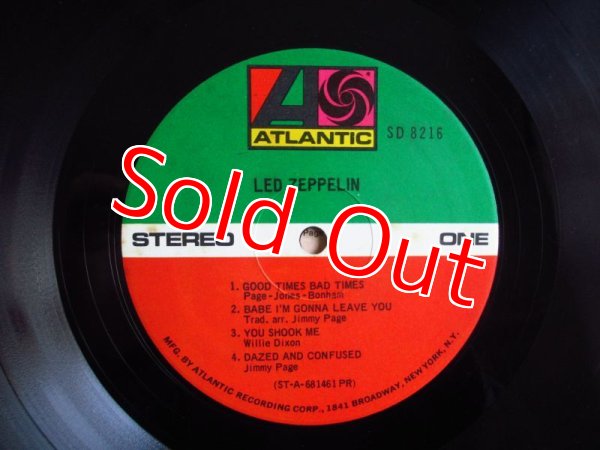 ATLANTIC
SD 8216
LED ZEPPELIN
Sold Out
STEREO
ONE
1. GOOD TIMES BAD TIMES
Page-Jones-Bonham
2. BABE I'M GONNA LEAVE YOU
Trad. arr. Jimmy Page
3. YOU SHOOK ME
Willie Dixon
4. DAZED AND CONFUSED
Jimmy Page
(ST-A-681461 PR)
MFG. BY ATLANTIC RECORDING CORP., 1841 BROADWAY, NEW YORK, N.Y.